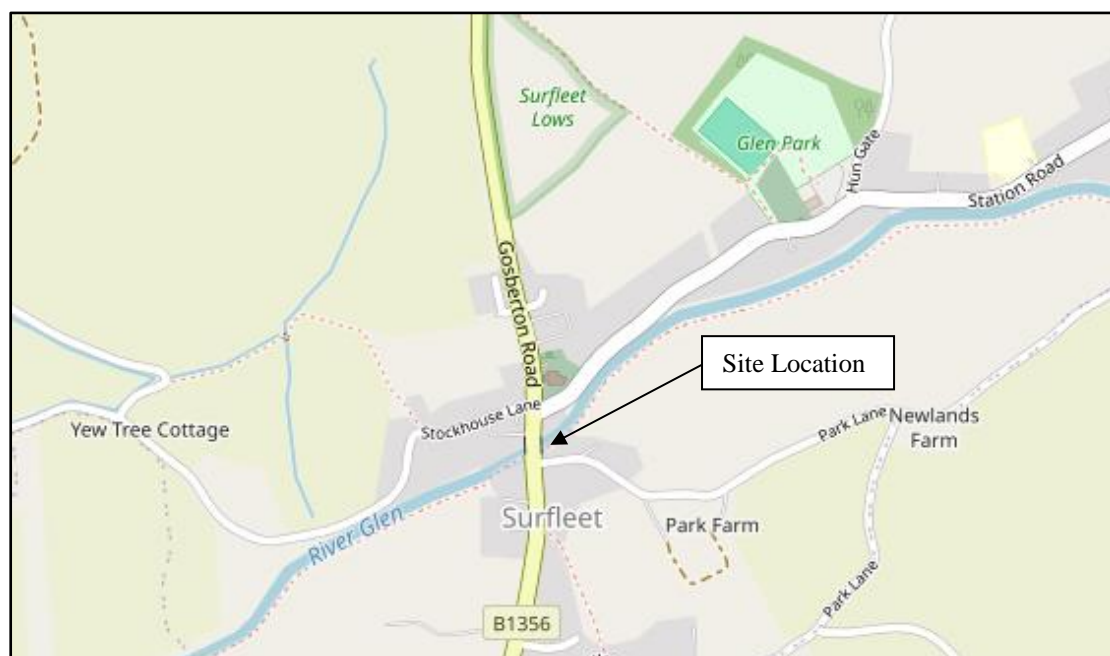 Surfleet
Lows
Glen Park
Hun Gate
Station Road
Gosberton Road
Site Location
Stockhouse Lane
Yew Tree Cottage
Park Lane
Newlands
Farm
River Glen
Surfleet
Park Farm
Park Lane
B1356